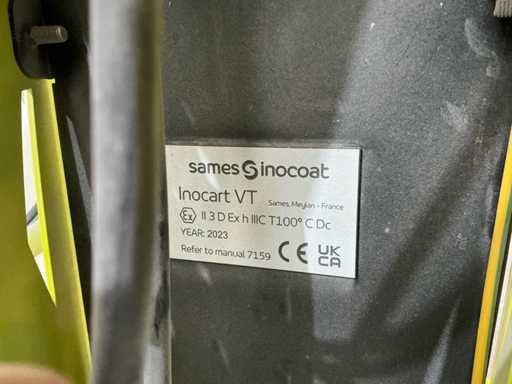 sames inocoat
Inocart VT
Sames, Meylan - France
Ex II 3 D Ex h IIIC T100° C Dc
YEAR: 2023
Refer to manual 7159
CE UK
CA